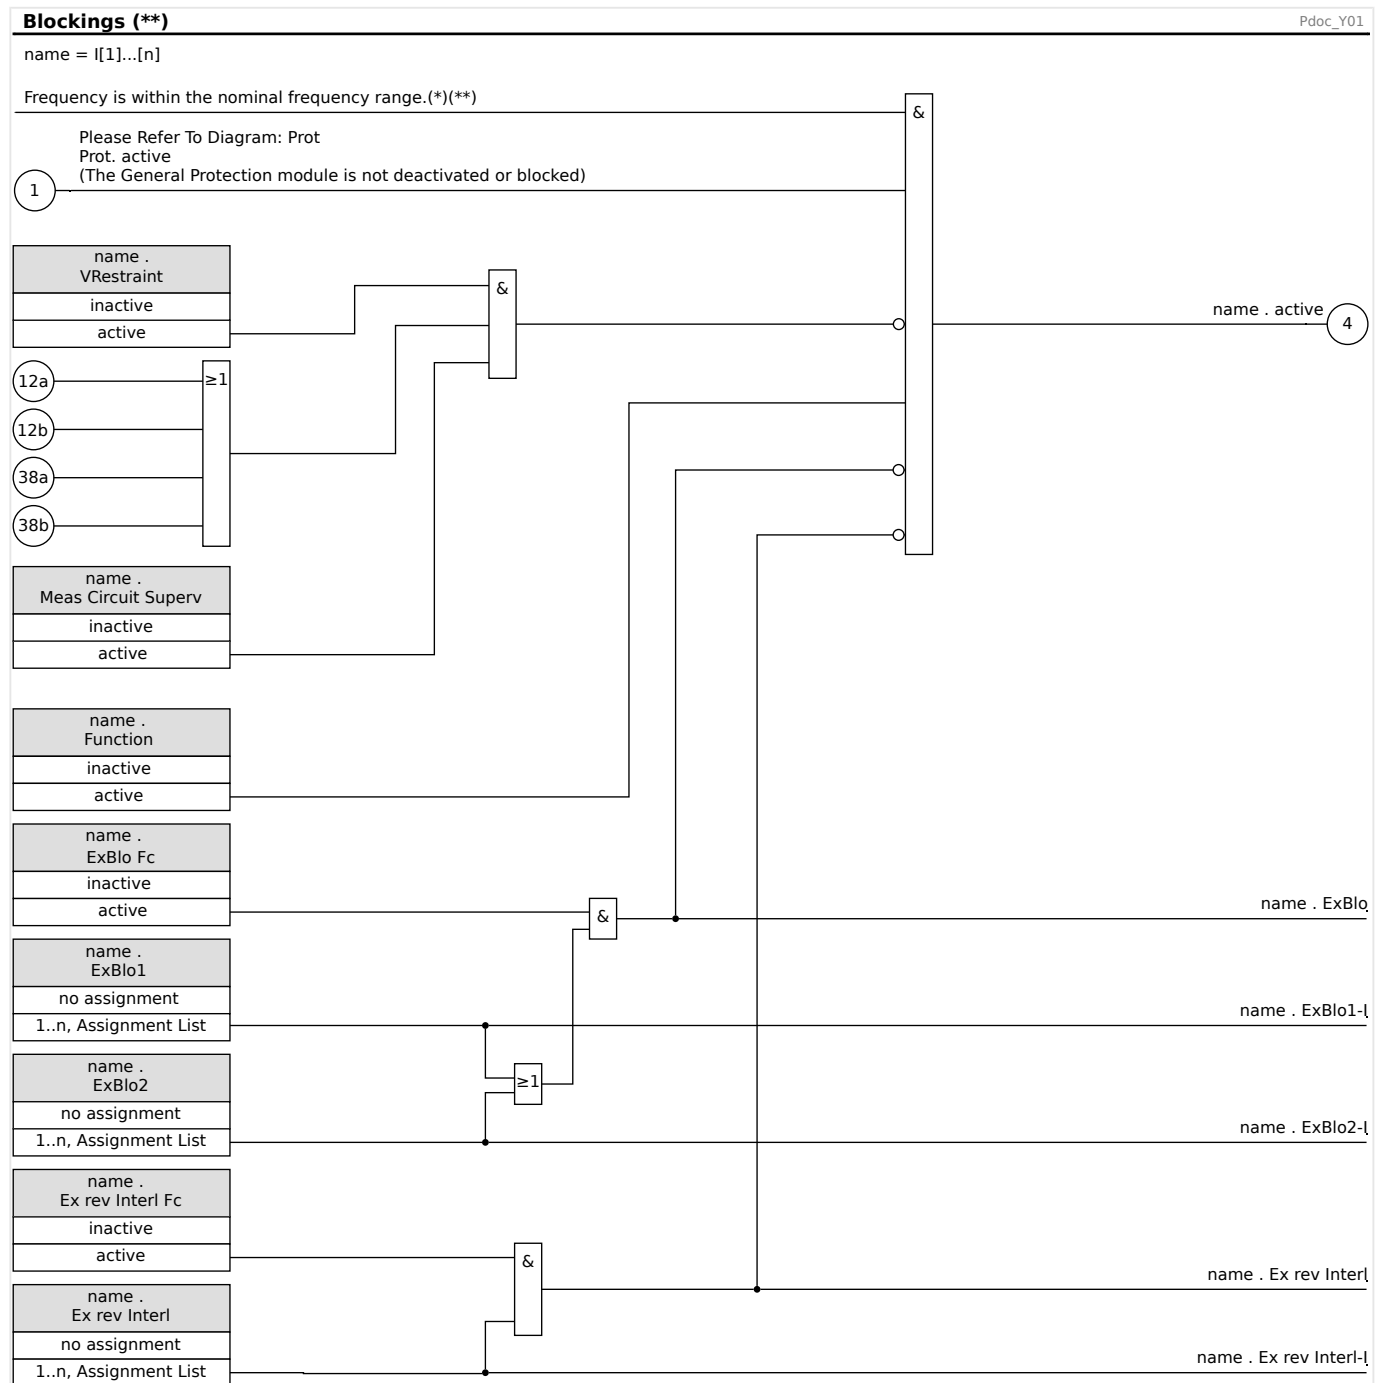 Blockings (**)
Pdoc_Y01
name = I[1]...[n]
Frequency is within the nominal frequency range.(*)(**)
&
Please Refer To Diagram: Prot
Prot. active
(The General Protection module is not deactivated or blocked)
1
name .
VRestraint
inactive
active
&
name . active
4
12a
≥1
12b
38a
38b
name .
Meas Circuit Superv
inactive
active
name .
Function
inactive
active
name .
ExBlo Fc
inactive
active
&
name . ExBlo
name .
ExBlo1
no assignment
1..n, Assignment List
name . ExBlo1-I
name .
ExBlo2
≥1
no assignment
1..n, Assignment List
name . ExBlo2-I
name .
Ex rev Interl Fc
inactive
active
&
name . Ex rev Interl
name .
Ex rev Interl
no assignment
1..n, Assignment List
name . Ex rev Interl-I